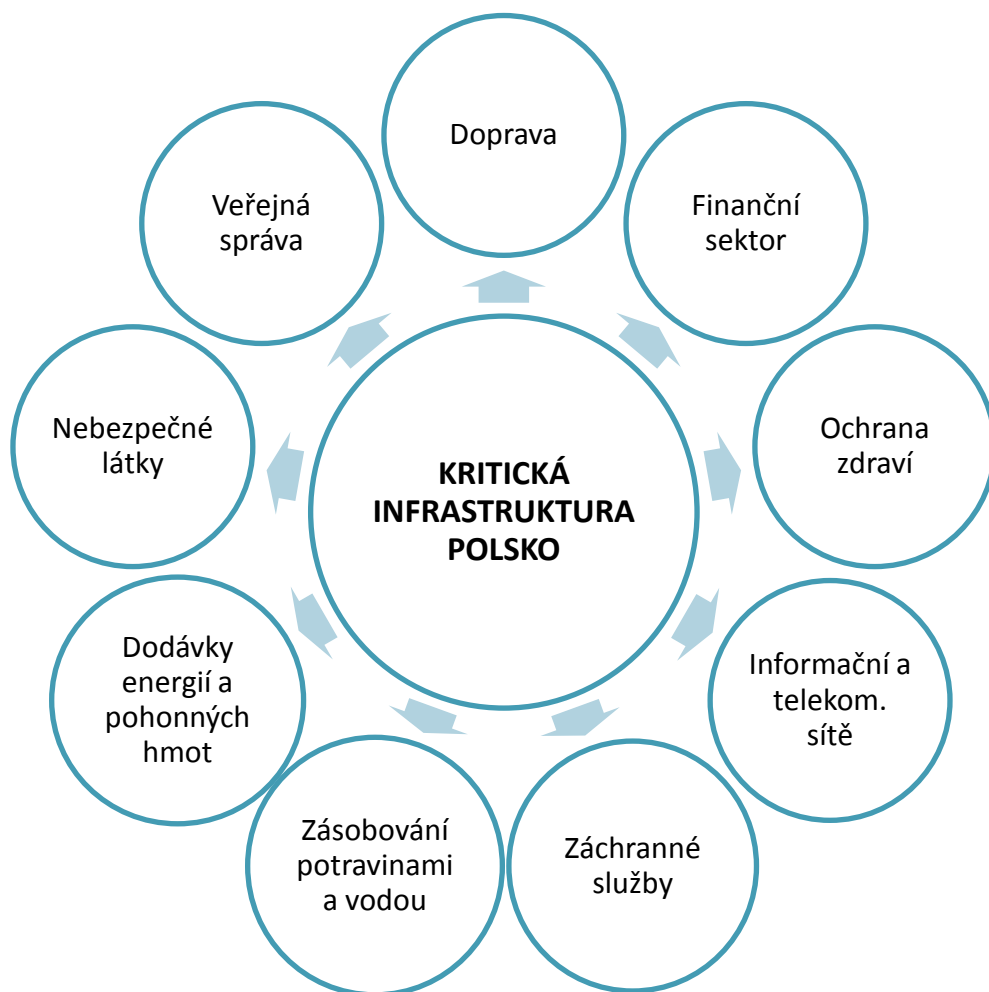 Doprava
Finanční
sektor
Ochrana
zdraví
Informační a
telekom.
sítě
Záchranné
služby
Zásobování
potravinami
a vodou
Dodávky
energií a
pohonných
hmot
Nebezpečné
látky
Veřejná
správa
KRITICKÁ
INFRASTRUKTURA
POLSKO